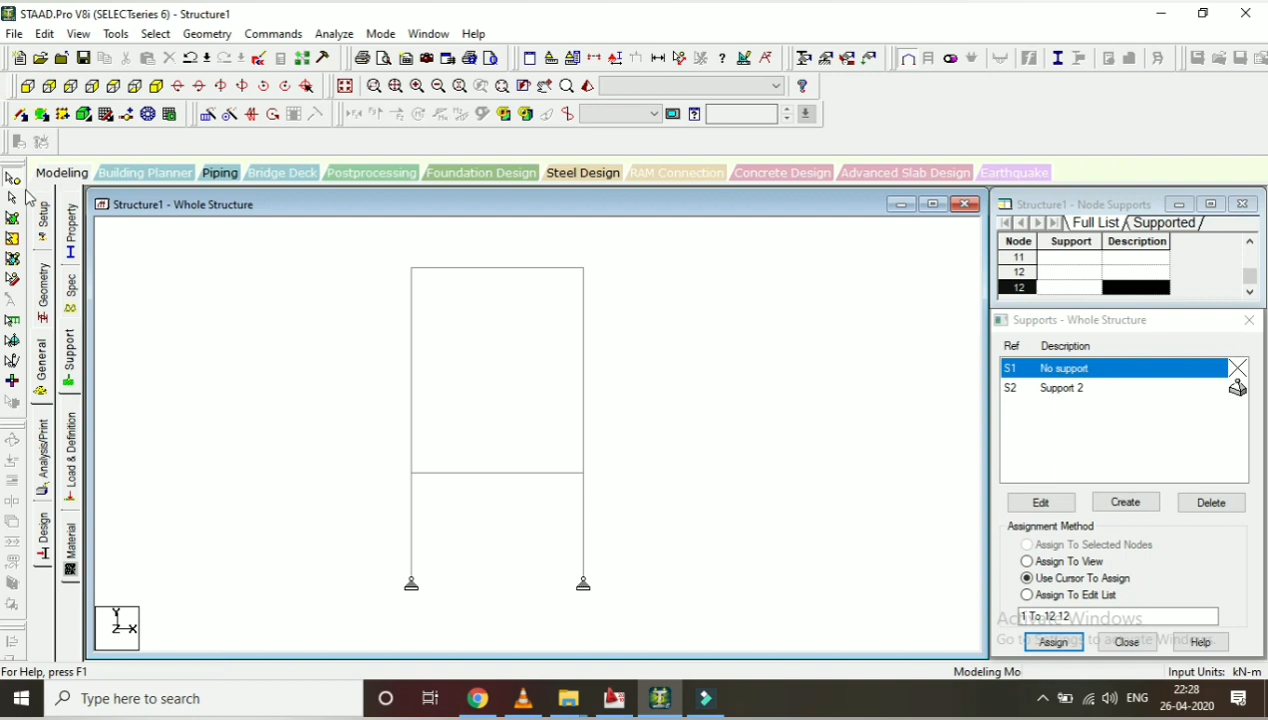 STAAD.Pro V8i (SELECTseries 6) - Structure1
File Edit View Tools Select Geometry Commands Analyze Mode Window Help
Modeling Building Planner Piping Bridge Deck Postprocessing Foundation Design Steel Design RAM Connection Concrete Design Advanced Slab Design Earthquake
Setup
Geometry
General
Analysis/Print
Design
Property
Spec
Support
Load & Definition
Material
Structure1 - Whole Structure
Y
Z X
Structure1 - Node Supports
Full List Supported
Node Support Description
11
12
12
Supports - Whole Structure
Ref Description
S1 No support
S2 Support 2
Edit Create Delete
Assignment Method
Assign To Selected Nodes
Assign To View
Use Cursor To Assign
Assign To Edit List
1 To 12 12
Activate Windows
Go to Settings to activate Windows.
Assign Close Help
For Help, press F1
Modeling Mo
Input Units: kN-m
Type here to search
ENG
22:28
26-04-2020